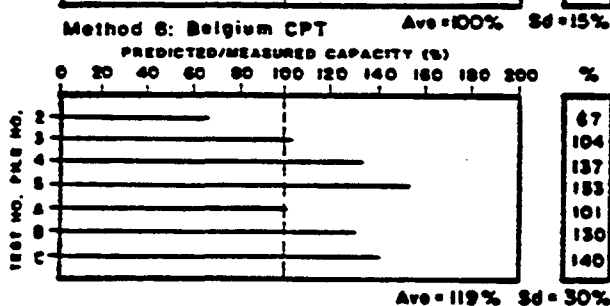 Ave =100% Sd =15%
Method 6: Belgium CPT
PREDICTED/MEASURED CAPACITY (%)
0 20 40 60 80 100 120 140 160 180 200 %
TEST NO. PILE NO.
2 67
3 104
4 137
5 153
A 101
B 130
C 140
Ave = 119% Sd = 30%